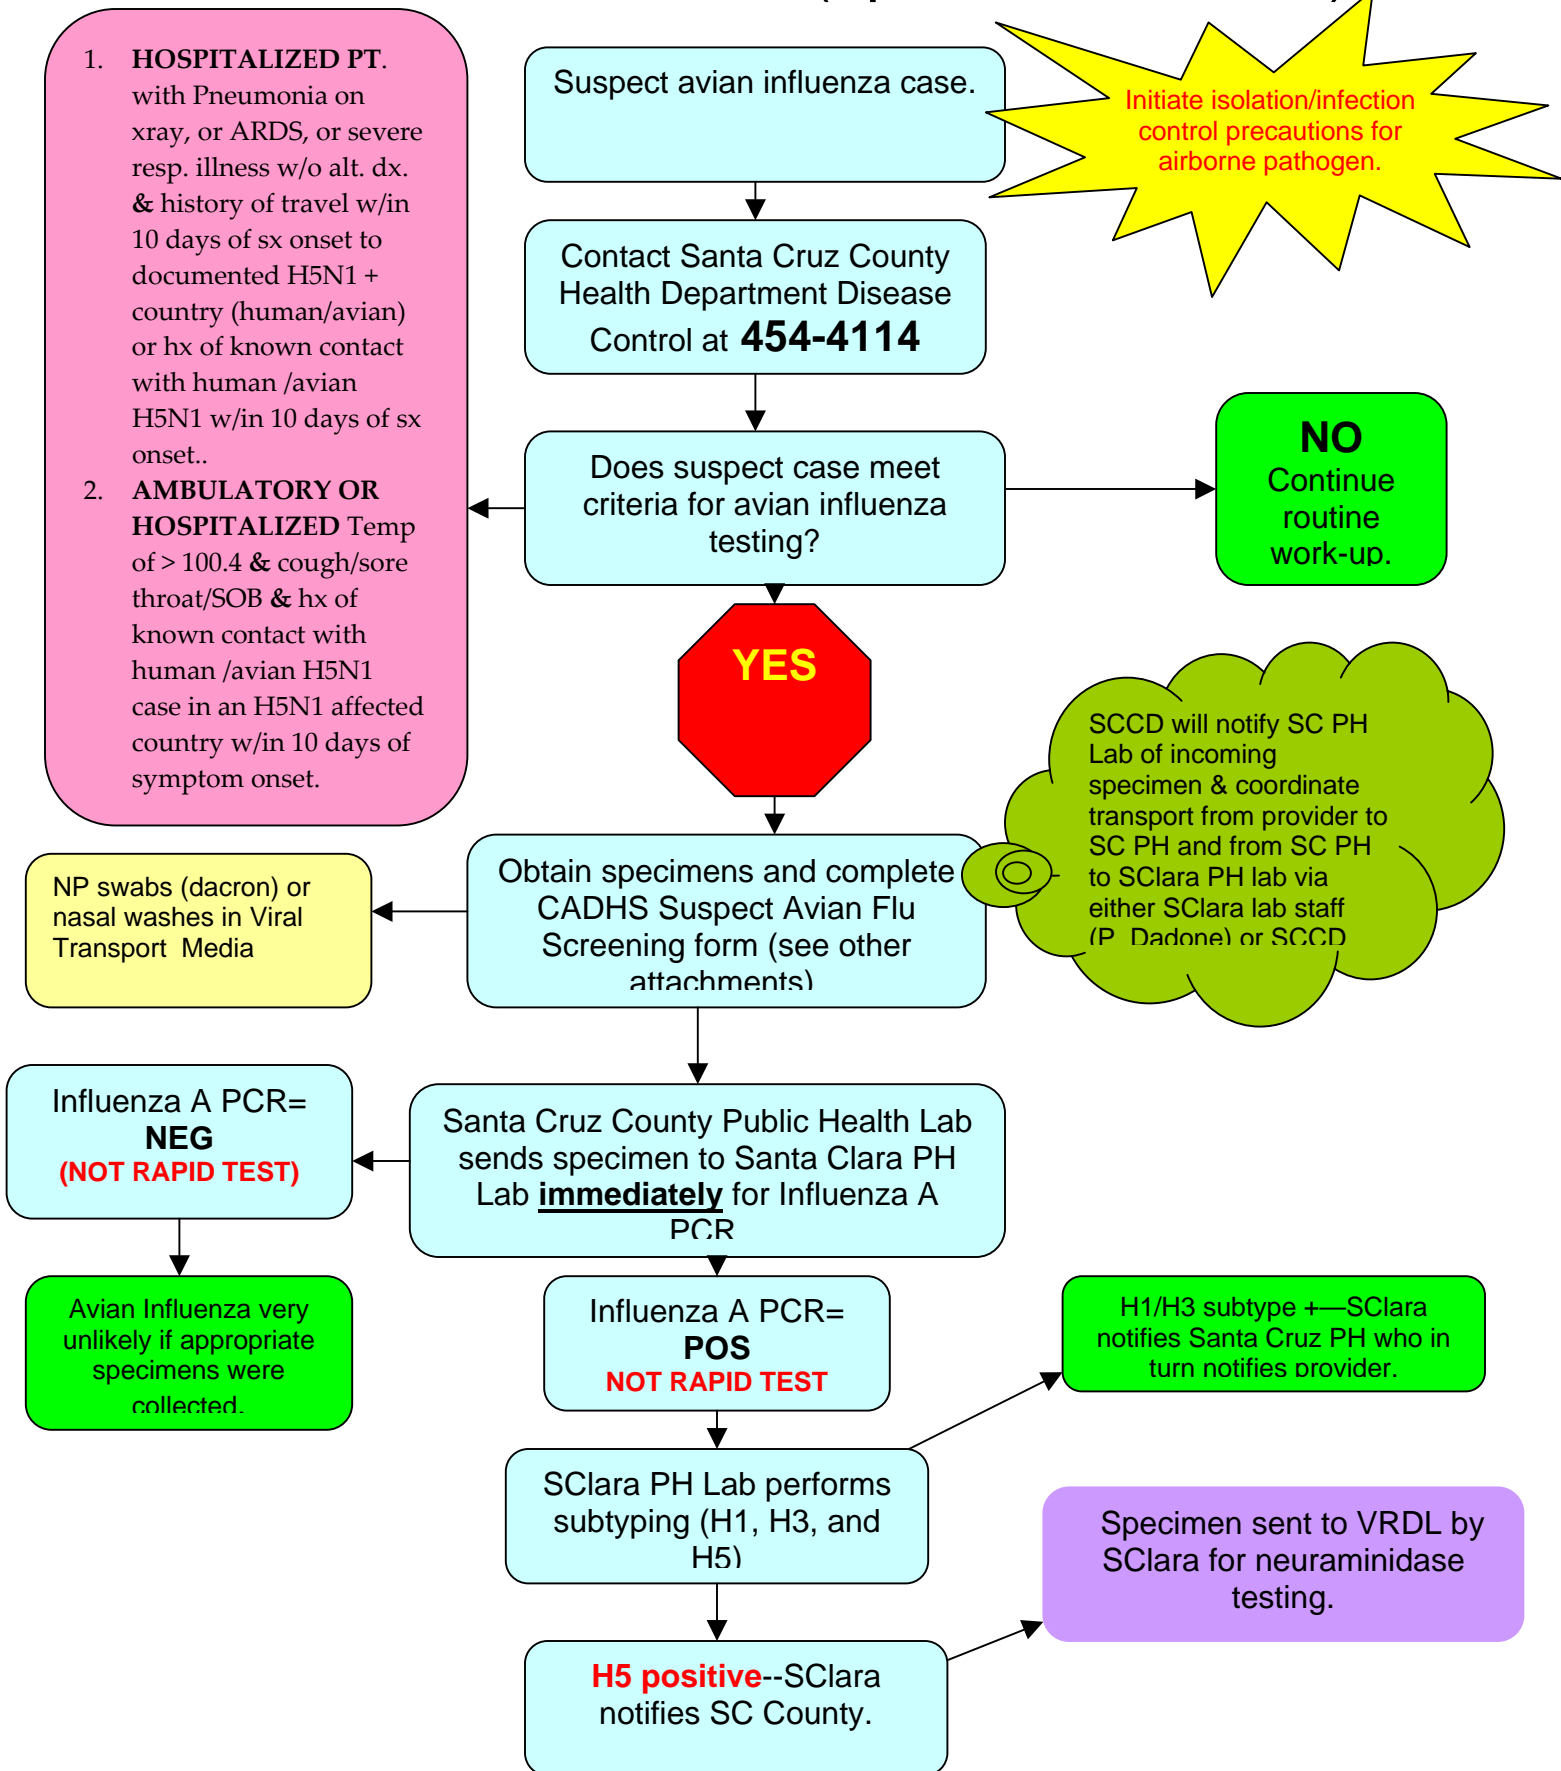 1. HOSPITALIZED PT.
with Pneumonia on
xray, or ARDS, or severe
resp. illness w/o alt. dx.
& history of travel w/in
10 days of sx onset to
documented H5N1 +
country (human/avian)
or hx of known contact
with human /avian
H5N1 w/in 10 days of sx
onset..
2. AMBULATORY OR
HOSPITALIZED Temp
of > 100.4 & cough/sore
throat/SOB & hx of
known contact with
human /avian H5N1
case in an H5N1 affected
country w/in 10 days of
symptom onset.
Suspect avian influenza case.
Initiate isolation/infection
control precautions for
airborne pathogen.
Contact Santa Cruz County
Health Department Disease
Control at 454-4114
Does suspect case meet
criteria for avian influenza
testing?
NO
Continue
routine
work-up.
YES
SCCD will notify SC PH
Lab of incoming
specimen & coordinate
transport from provider to
SC PH and from SC PH
to SClara PH lab via
either SClara lab staff
(P. Dadone) or SCCD
Obtain specimens and complete
CADHS Suspect Avian Flu
Screening form (see other
attachments)
NP swabs (dacron) or
nasal washes in Viral
Transport Media
Santa Cruz County Public Health Lab
sends specimen to Santa Clara PH
Lab immediately for Influenza A
PCR
Influenza A PCR=
NEG
(NOT RAPID TEST)
Avian Influenza very
unlikely if appropriate
specimens were
collected.
Influenza A PCR=
POS
NOT RAPID TEST
H1/H3 subtype +—SClara
notifies Santa Cruz PH who in
turn notifies provider.
SClara PH Lab performs
subtyping (H1, H3, and
H5)
Specimen sent to VRDL by
SClara for neuraminidase
testing.
H5 positive--SClara
notifies SC County.